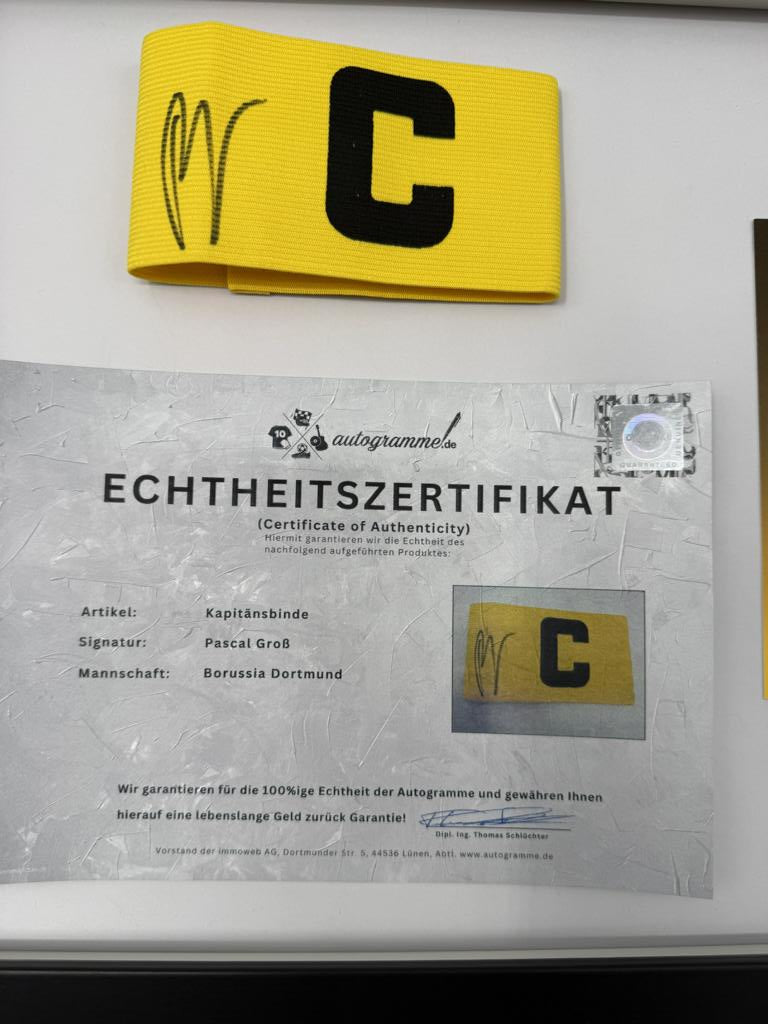 C
10
autogramme!.de
ECHTHEITSZERTIFIKAT
(Certificate of Authenticity)
Hiermit garantieren wir die Echtheit des
nachfolgend aufgeführten Produktes:
GUARANTEED
GENUINE
Artikel: Kapitänsbinde
Signatur: Pascal Groß
Mannschaft: Borussia Dortmund
C
Wir garantieren für die 100%ige Echtheit der Autogramme und gewähren Ihnen
hierauf eine lebenslange Geld zurück Garantie!
Dipl. Ing. Thomas Schlüchter
Vorstand der immoweb AG, Dortmunder Str. 5, 44536 Lünen, Abtl. www.autogramme.de